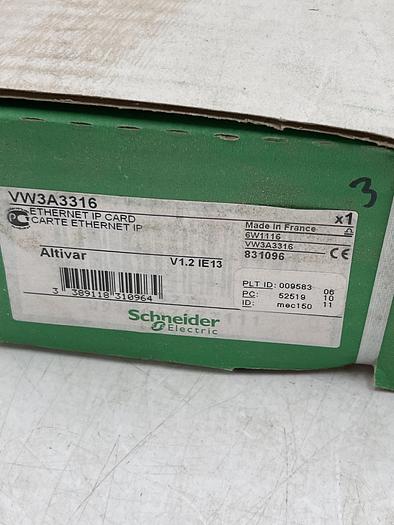 VW3A3316
ETHERNET IP CARD
CARTE ETHERNET IP
x1
Made in France
6W1116
VW3A3316
831096
CE
Altivar
V1.2 IE13
3 389118 310964
PLT ID: 009583 06
PC: 52519 10
ID: mec150 11
Schneider
Electric
3